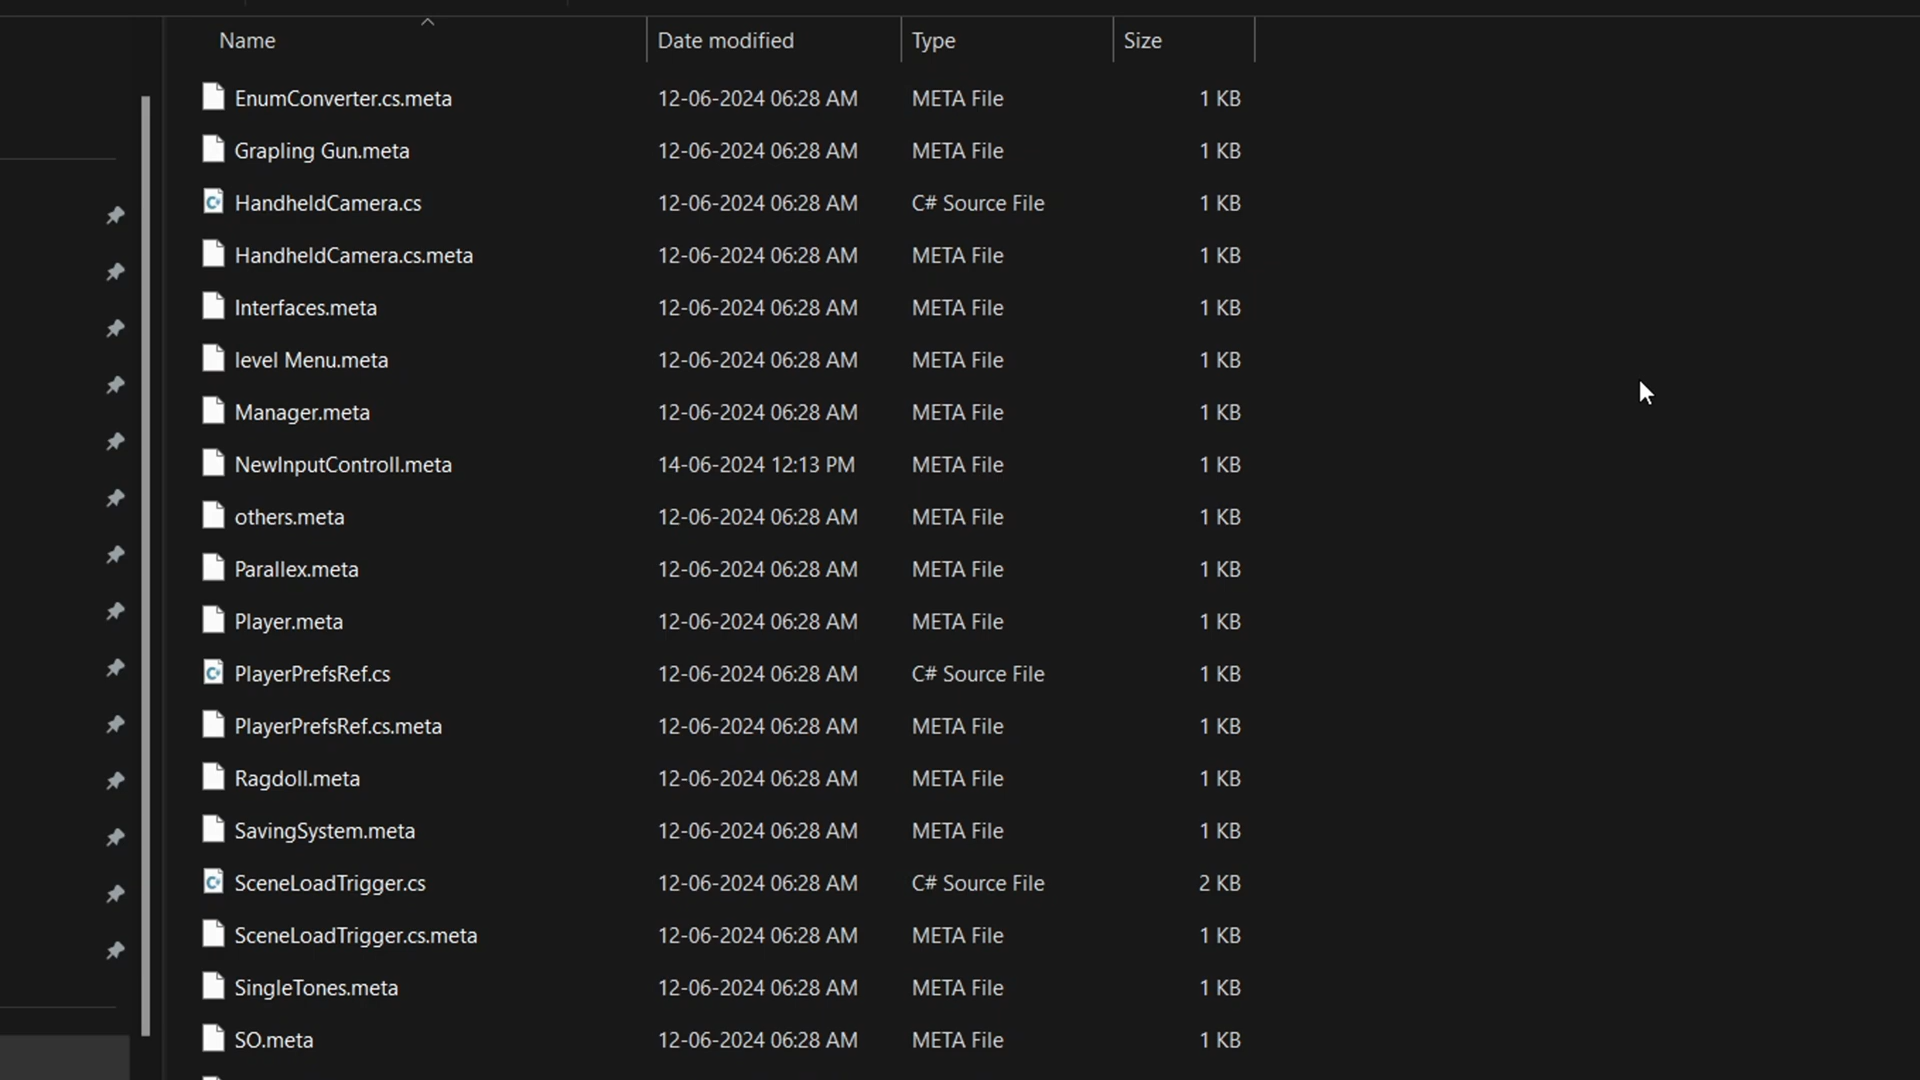 Name Date modified Type Size
EnumConverter.cs.meta 12-06-2024 06:28 AM META File 1 KB
Grapling Gun.meta 12-06-2024 06:28 AM META File 1 KB
HandheldCamera.cs 12-06-2024 06:28 AM C# Source File 1 KB
HandheldCamera.cs.meta 12-06-2024 06:28 AM META File 1 KB
Interfaces.meta 12-06-2024 06:28 AM META File 1 KB
level Menu.meta 12-06-2024 06:28 AM META File 1 KB
Manager.meta 12-06-2024 06:28 AM META File 1 KB
NewInputControll.meta 14-06-2024 12:13 PM META File 1 KB
others.meta 12-06-2024 06:28 AM META File 1 KB
Parallex.meta 12-06-2024 06:28 AM META File 1 KB
Player.meta 12-06-2024 06:28 AM META File 1 KB
PlayerPrefsRef.cs 12-06-2024 06:28 AM C# Source File 1 KB
PlayerPrefsRef.cs.meta 12-06-2024 06:28 AM META File 1 KB
Ragdoll.meta 12-06-2024 06:28 AM META File 1 KB
SavingSystem.meta 12-06-2024 06:28 AM META File 1 KB
SceneLoadTrigger.cs 12-06-2024 06:28 AM C# Source File 2 KB
SceneLoadTrigger.cs.meta 12-06-2024 06:28 AM META File 1 KB
SingleTones.meta 12-06-2024 06:28 AM META File 1 KB
SO.meta 12-06-2024 06:28 AM META File 1 KB